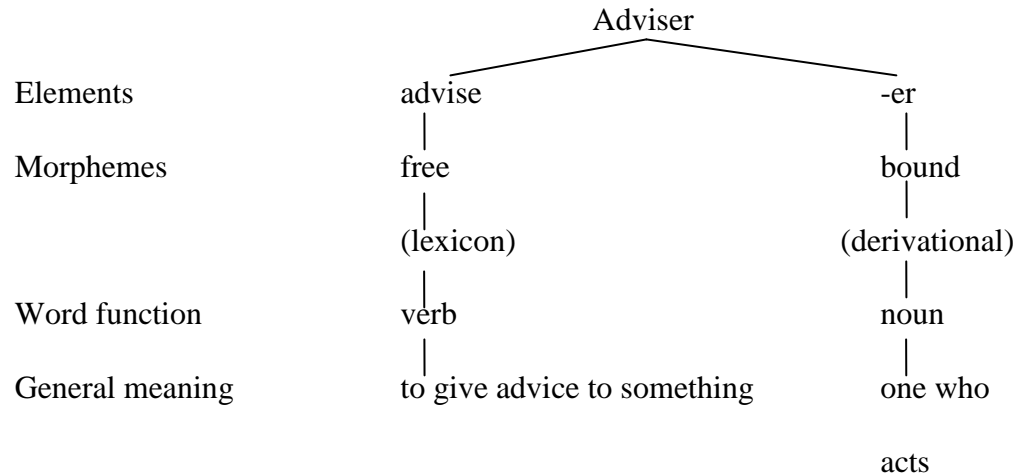 Adviser
Elements advise -er
Morphemes free bound
(lexicon) (derivational)
Word function verb noun
General meaning to give advice to something one who
acts